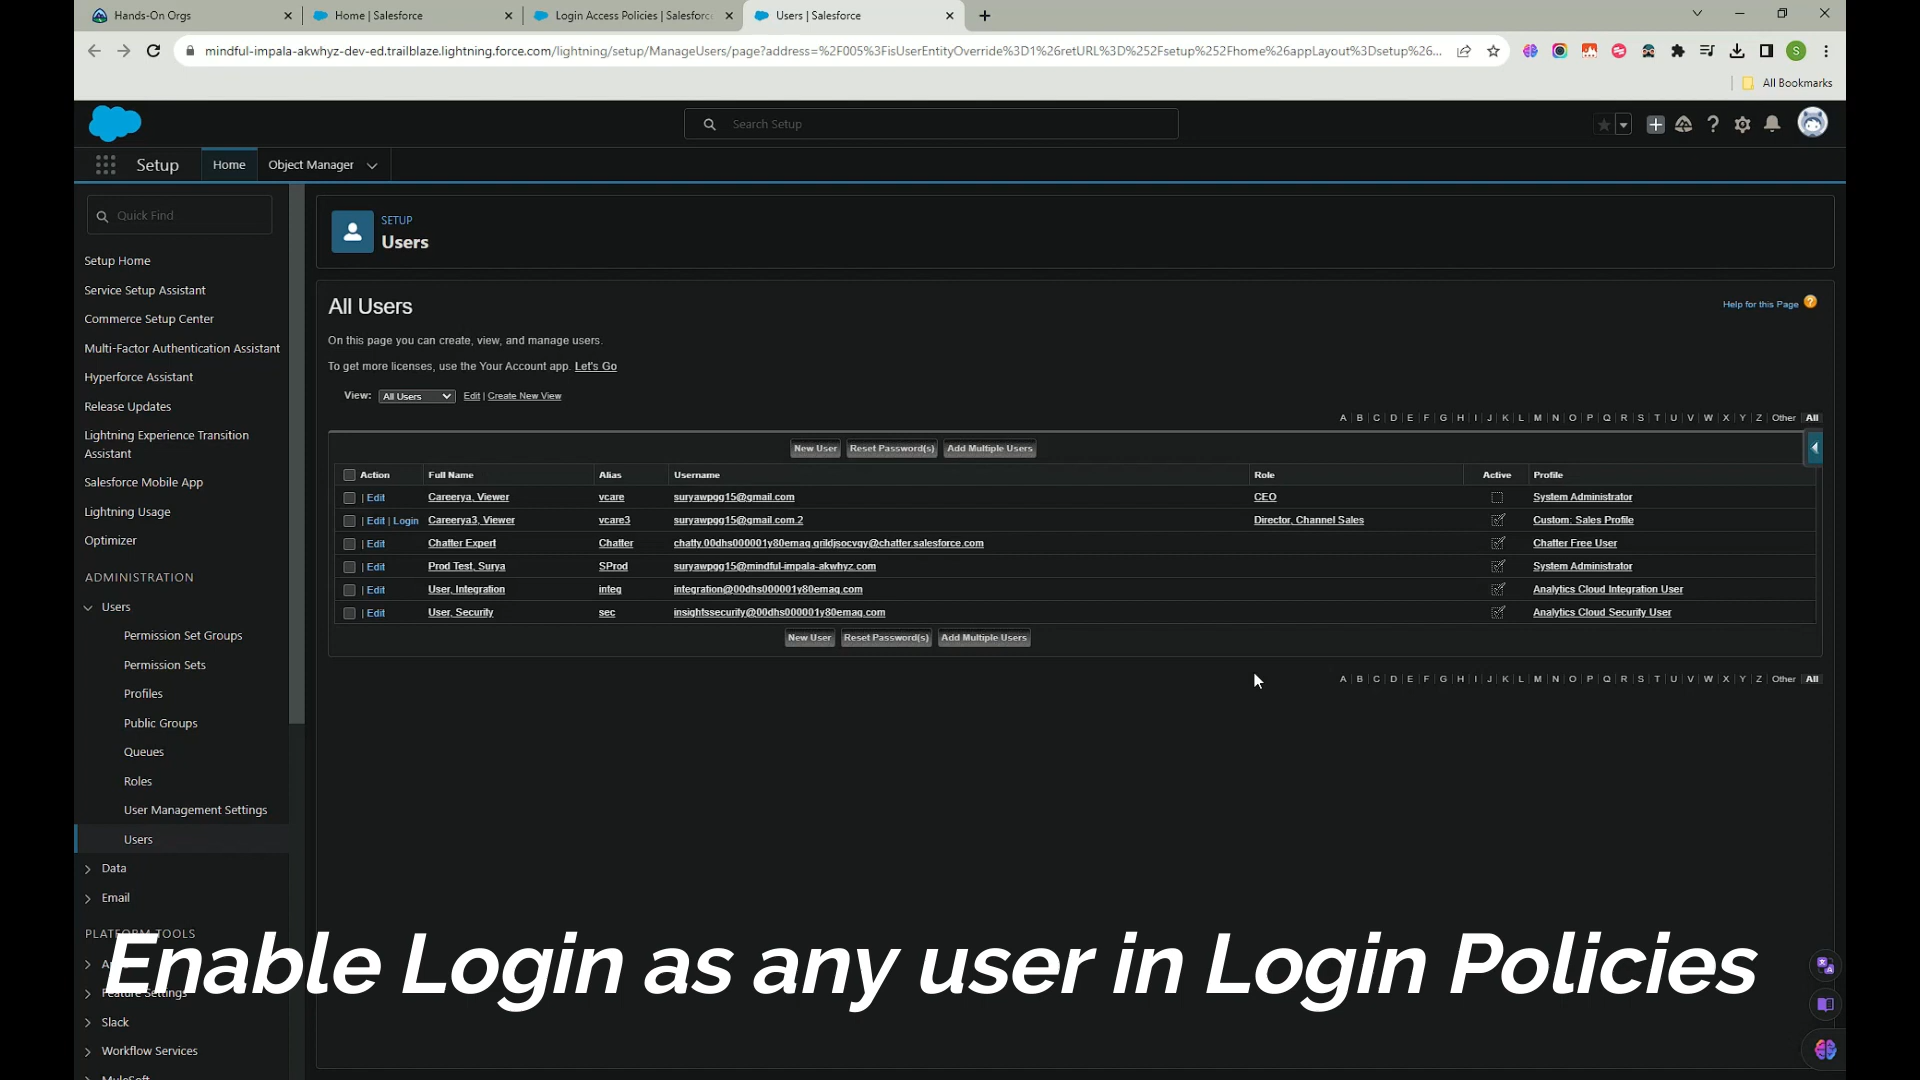 Hands-On Orgs
Home | Salesforce
Login Access Policies | Salesforc
Users | Salesforce
mindful-impala-akwhyz-dev-ed.trailblaze.lightning.force.com/lightning/setup/ManageUsers/page?address=%2F005%3FisUserEntityOverride%3D1%26retURL%3D%252Fsetup%252Fhome%26appLayout%3Dsetup%26...
S
All Bookmarks
Search Setup
Setup
Home
Object Manager
Quick Find
Setup Home
Service Setup Assistant
Commerce Setup Center
Multi-Factor Authentication Assistant
Hyperforce Assistant
Release Updates
Lightning Experience Transition
Assistant
Salesforce Mobile App
Lightning Usage
Optimizer
ADMINISTRATION
Users
Permission Set Groups
Permission Sets
Profiles
Public Groups
Queues
Roles
User Management Settings
Users
Data
Email
PLATFORM TOOLS
Feature Settings
Slack
Workflow Services
MuleSoft
SETUP
Users
All Users
Help for this Page
On this page you can create, view, and manage users.
To get more licenses, use the Your Account app. Let's Go
View: All Users Edit | Create New View
A B C D E F G H I J K L M N O P Q R S T U V W X Y Z Other All
New User Reset Password(s) Add Multiple Users
Action Full Name Alias Username Role Active Profile
| Edit Careerya, Viewer vcare suryawpgg15@gmail.com CEO System Administrator
| Edit | Login Careerya3, Viewer vcare3 suryawpgg15@gmail.com.2 Director, Channel Sales Custom: Sales Profile
| Edit Chatter Expert Chatter chatty.00dhs000001y80emaq.qrildjsocvqy@chatter.salesforce.com Chatter Free User
| Edit Prod Test, Surya SProd suryawpgg15@mindful-impala-akwhyz.com System Administrator
| Edit User, Integration integ integration@00dhs000001y80emaq.com Analytics Cloud Integration User
| Edit User, Security sec insightssecurity@00dhs000001y80emaq.com Analytics Cloud Security User
New User Reset Password(s) Add Multiple Users
A B C D E F G H I J K L M N O P Q R S T U V W X Y Z Other All
Enable Login as any user in Login Policies